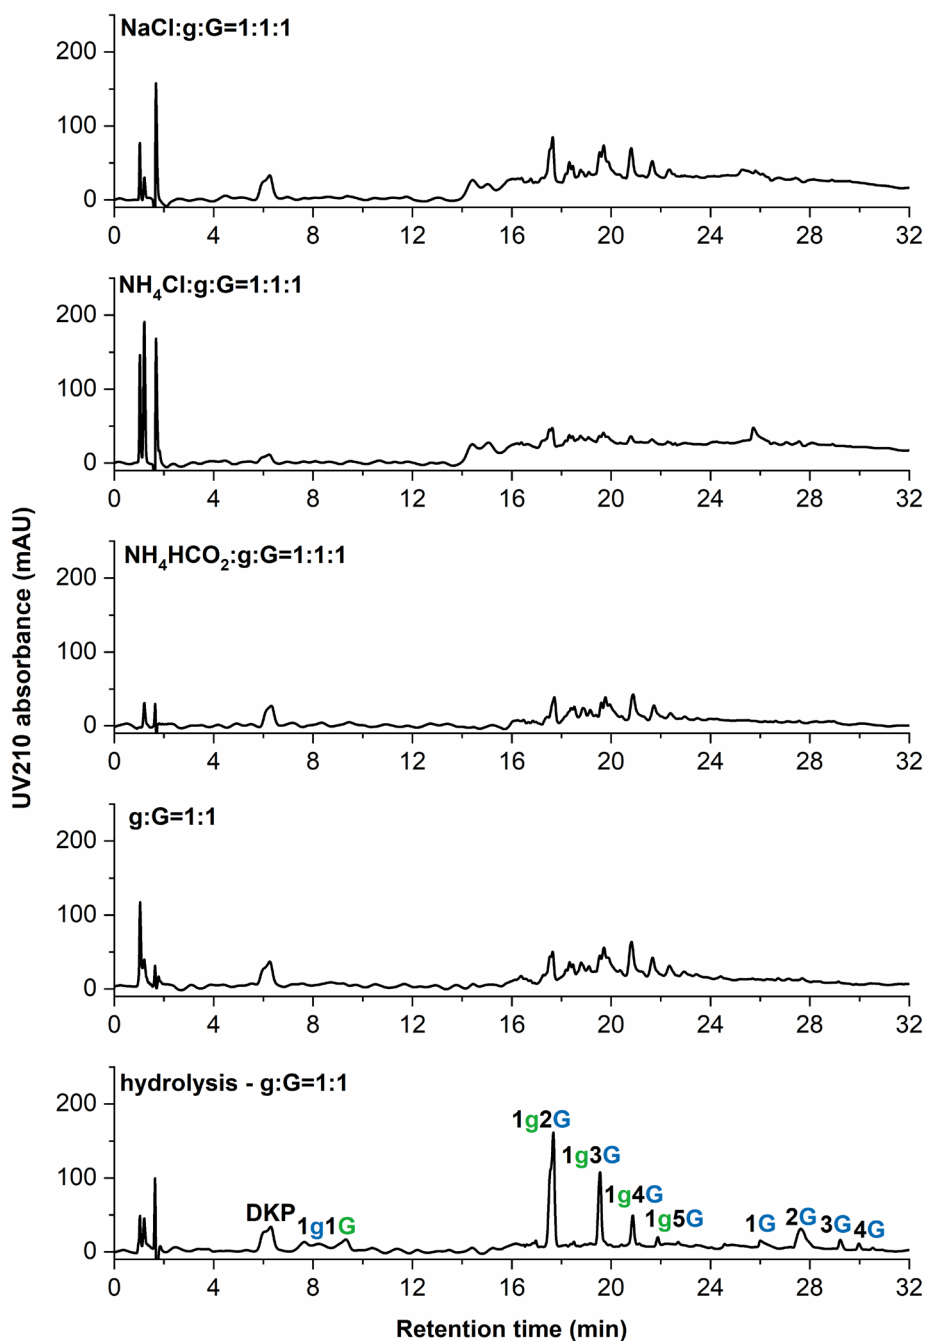 NaCl:g:G=1:1:1
200
100
0
0 4 8 12 16 20 24 28 32
NH₄Cl:g:G=1:1:1
200
100
0
0 4 8 12 16 20 24 28 32
NH₄HCO₂:g:G=1:1:1
200
100
0
0 4 8 12 16 20 24 28 32
UV210 absorbance (mAU)
g:G=1:1
200
100
0
0 4 8 12 16 20 24 28 32
hydrolysis - g:G=1:1
200
100
0
1g2G
1g3G
1g4G
DKP 1g1G 1g5G 1G 2G 3G 4G
0 4 8 12 16 20 24 28 32
Retention time (min)